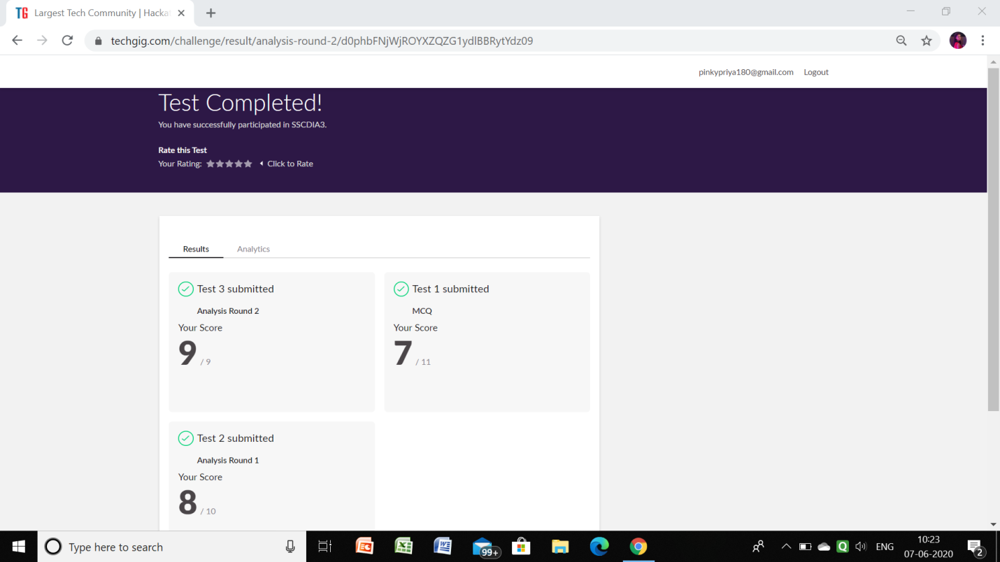 TG Largest Tech Community | Hacka
techgig.com/challenge/result/analysis-round-2/d0phbFNjWjROYXZQZG1ydlBBRytYdz09
pinkypriya180@gmail.com Logout
Test Completed!
You have successfully participated in SSCDIA3.
Rate this Test
Your Rating: Click to Rate
Results Analytics
Test 3 submitted
Analysis Round 2
Your Score
9 / 9
Test 1 submitted
MCQ
Your Score
7 / 11
Test 2 submitted
Analysis Round 1
Your Score
8 / 10
Type here to search
99+
Q
ENG
10:23
07-06-2020
2